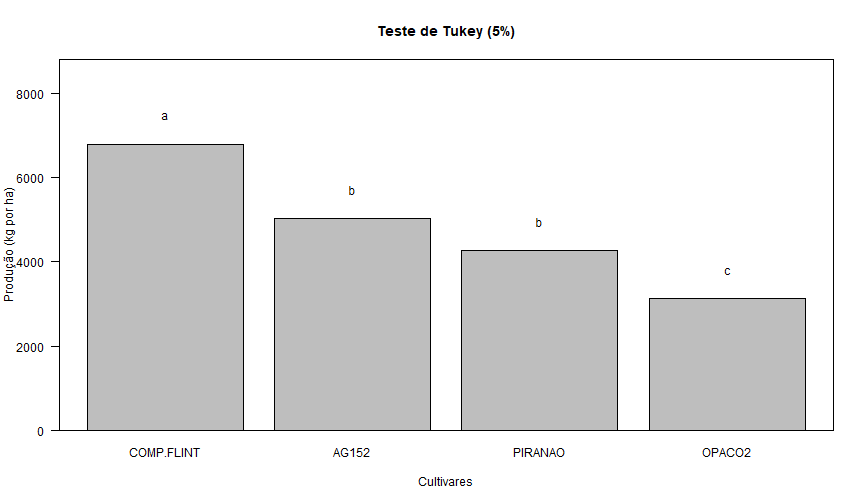 Teste de Tukey (5%)
8000
6000
4000
2000
0
Produção (kg por ha)
a
b
b
c
COMP.FLINT
AG152
PIRANAO
OPACO2
Cultivares